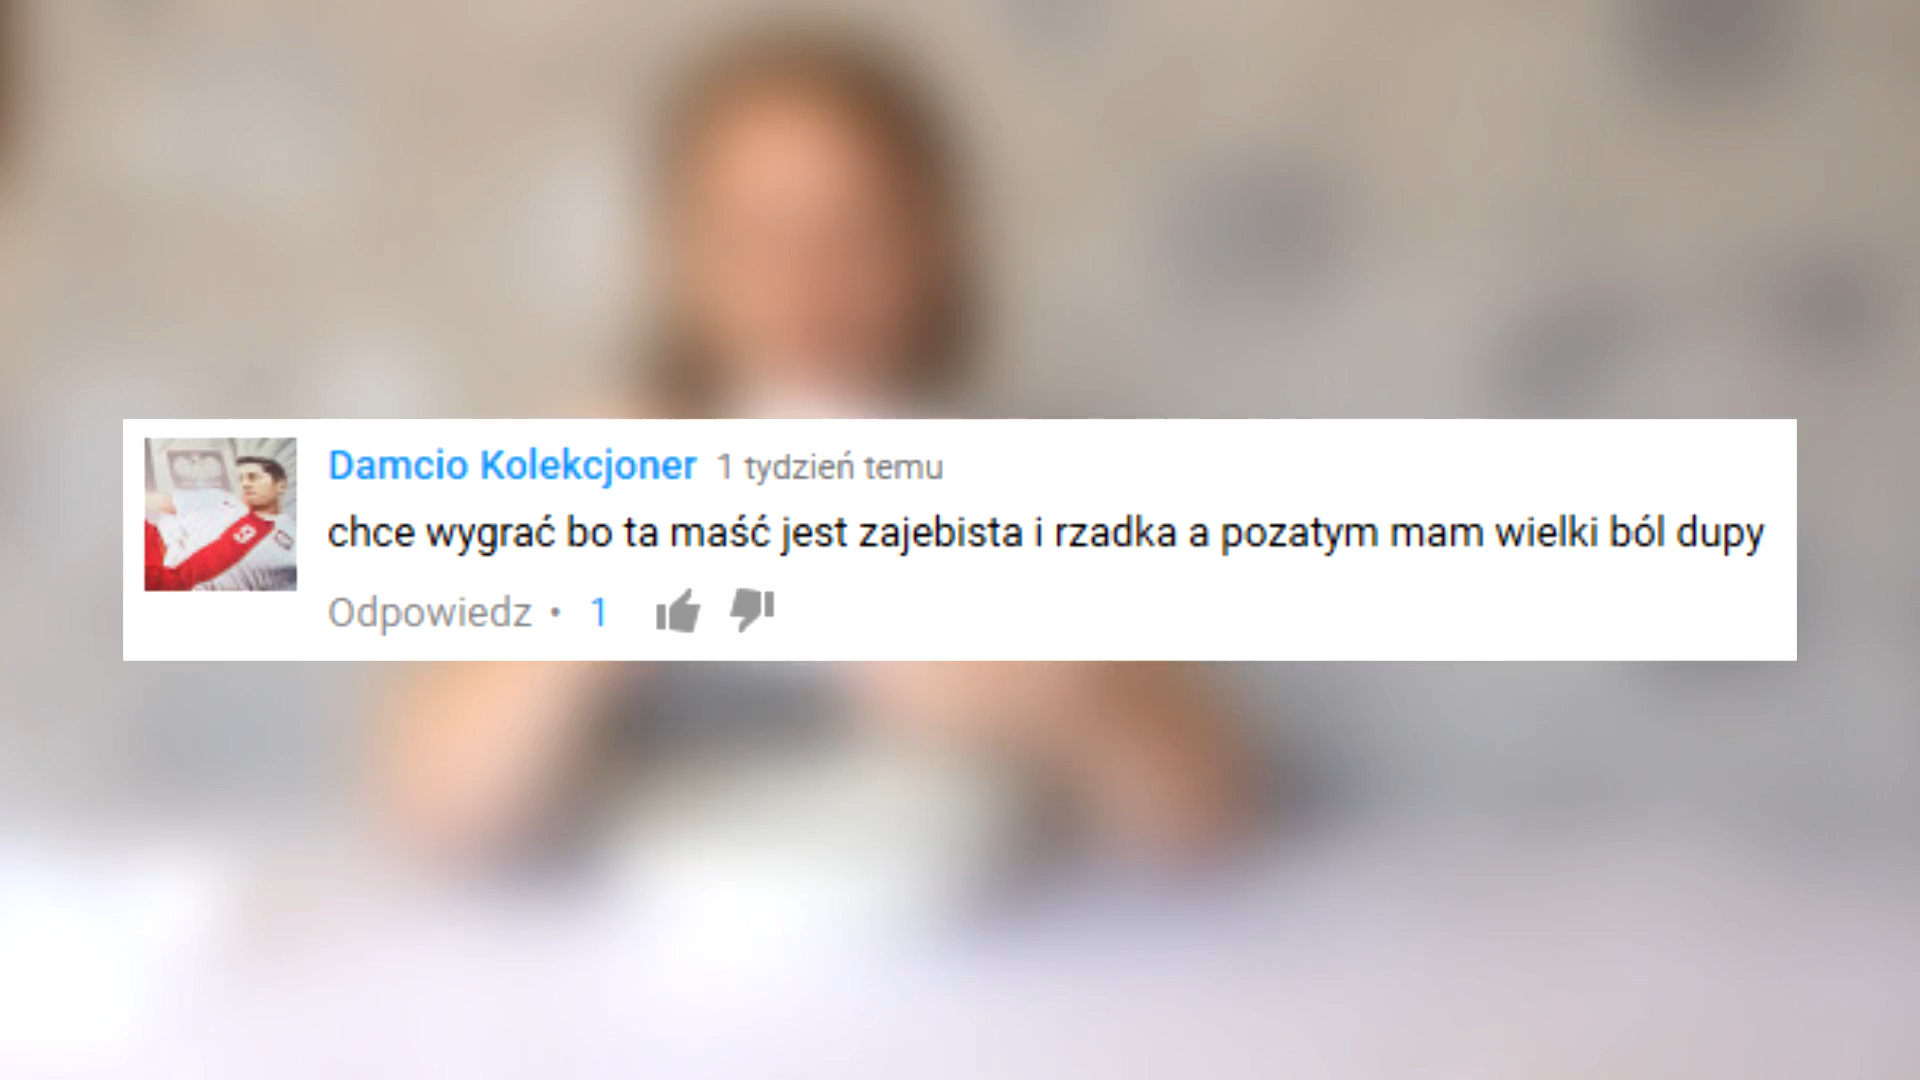 Damcio Kolekcjoner 1 tydzień temu
chce wygrać bo ta maść jest zajebista i rzadka a pozatym mam wielki ból dupy
Odpowiedz • 1